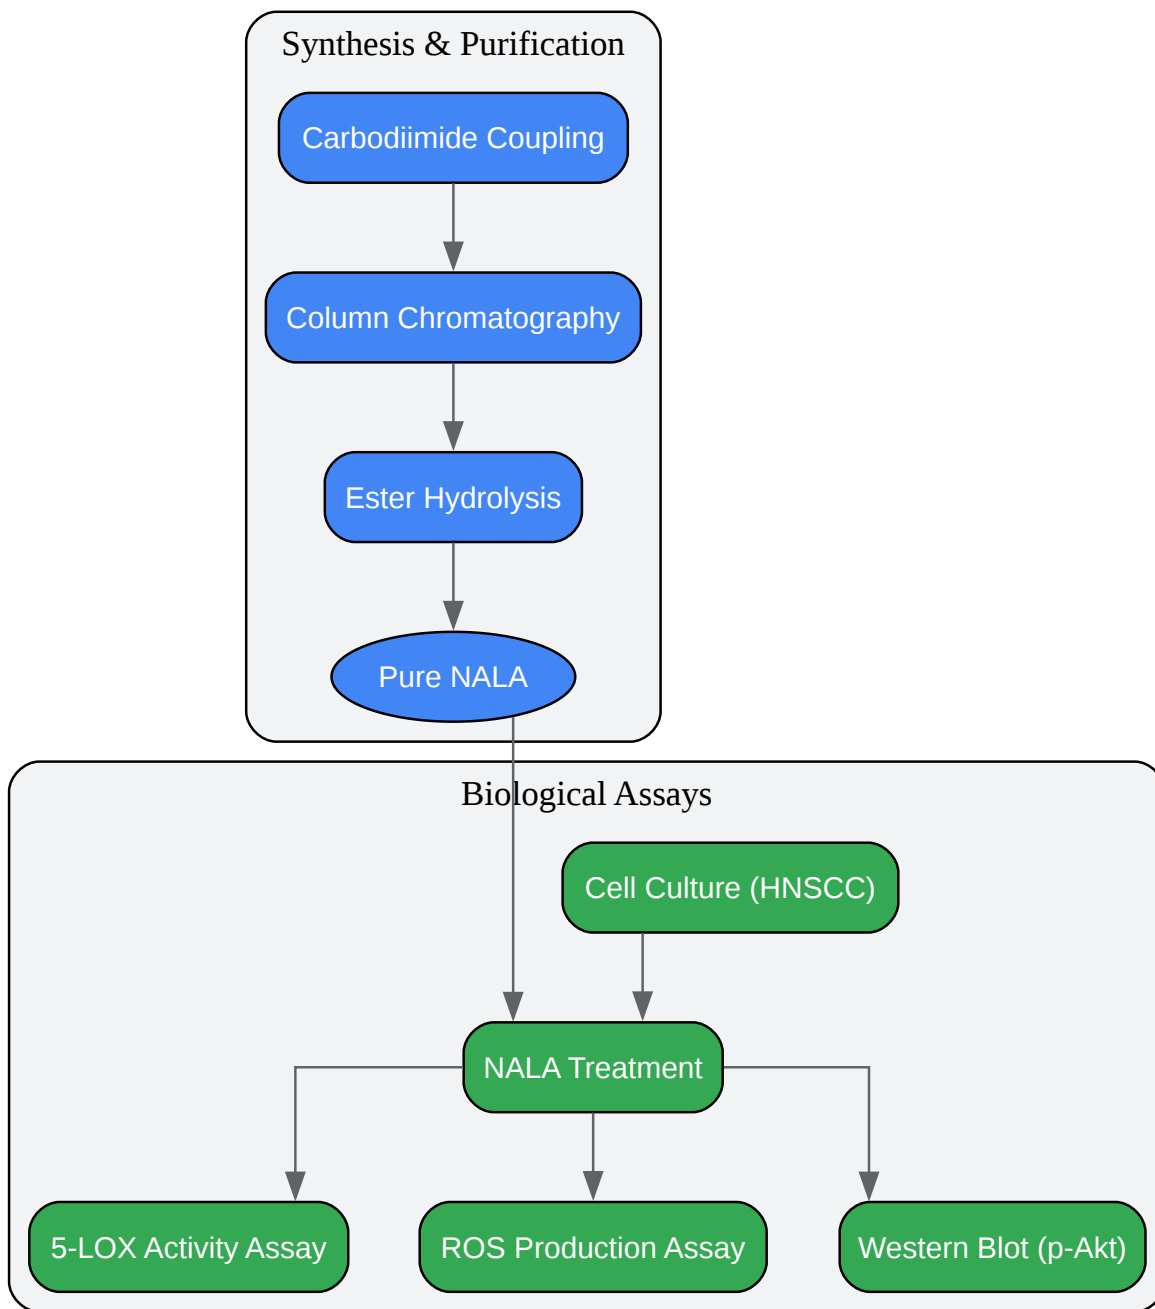 Synthesis & Purification
Carbodiimide Coupling
Column Chromatography
Ester Hydrolysis
Pure NALA
Biological Assays
Cell Culture (HNSCC)
NALA Treatment
5-LOX Activity Assay
ROS Production Assay
Western Blot (p-Akt)